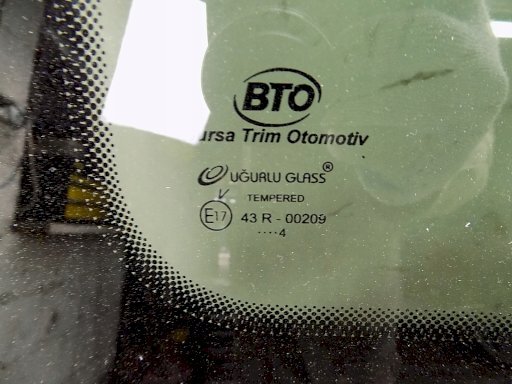 BTO
ursa Trim Otomotiv
UĞURLU GLASS®
V
TEMPERED
E17 43 R - 00209
....4